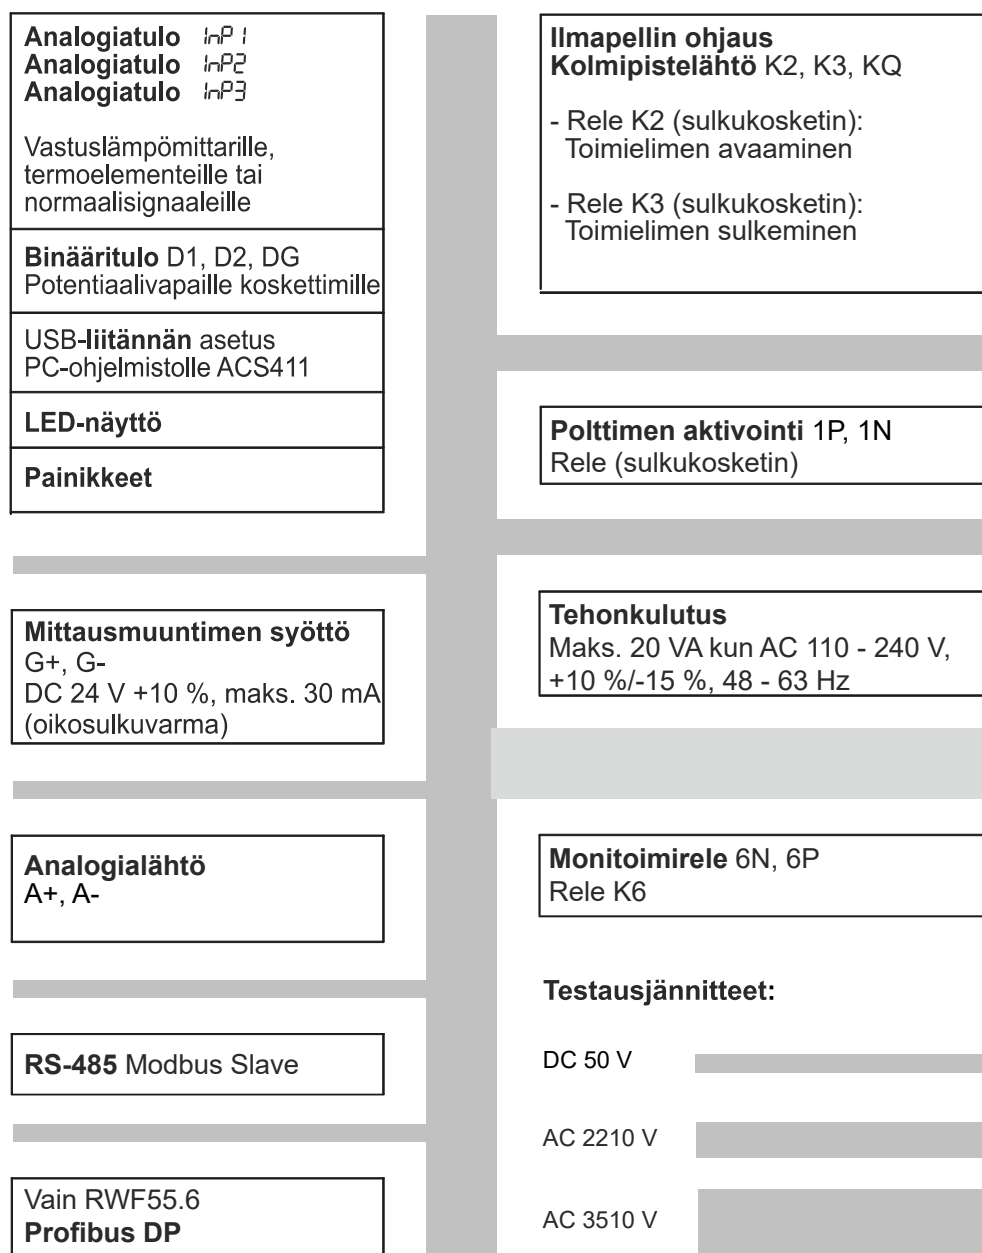 Analogiatulo InP1
Analogiatulo InP2
Analogiatulo InP3
Vastuslämpömittarille,
termoelementeille tai
normaalisignaaleille
Binääritulo D1, D2, DG
Potentiaalivapaille koskettimille
USB-liitännän asetus
PC-ohjelmistolle ACS411
LED-näyttö
Painikkeet
Mittausmuuntimen syöttö
G+, G-
DC 24 V +10 %, maks. 30 mA
(oikosulkuvarma)
Analogialähtö
A+, A-
RS-485 Modbus Slave
Vain RWF55.6
Profibus DP
Ilmapellin ohjaus
Kolmipistelähtö K2, K3, KQ
- Rele K2 (sulkukosketin):
Toimielimen avaaminen
- Rele K3 (sulkukosketin):
Toimielimen sulkeminen
Polttimen aktivointi 1P, 1N
Rele (sulkukosketin)
Tehonkulutus
Maks. 20 VA kun AC 110 - 240 V,
+10 %/-15 %, 48 - 63 Hz
Monitoimirele 6N, 6P
Rele K6
Testausjännitteet:
DC 50 V
AC 2210 V
AC 3510 V